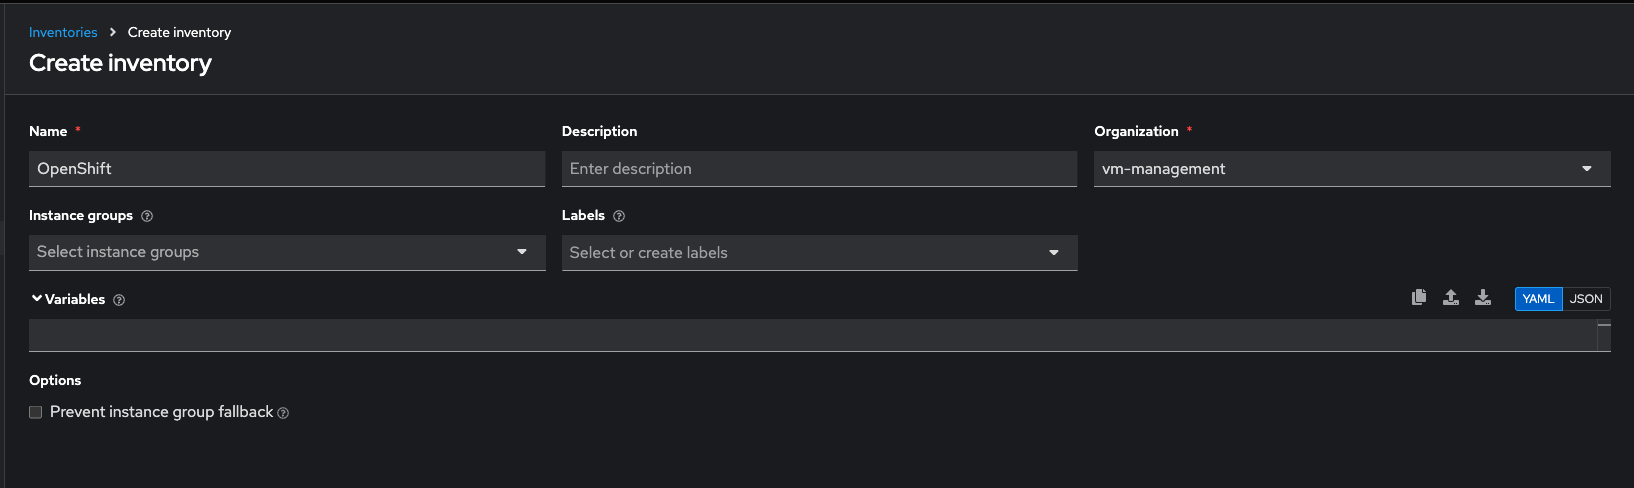 Inventories > Create inventory
Create inventory
Name * Description Organization *
OpenShift Enter description vm-management
Instance groups ? Labels ?
Select instance groups Select or create labels
Variables ? YAML JSON
Options
Prevent instance group fallback ?